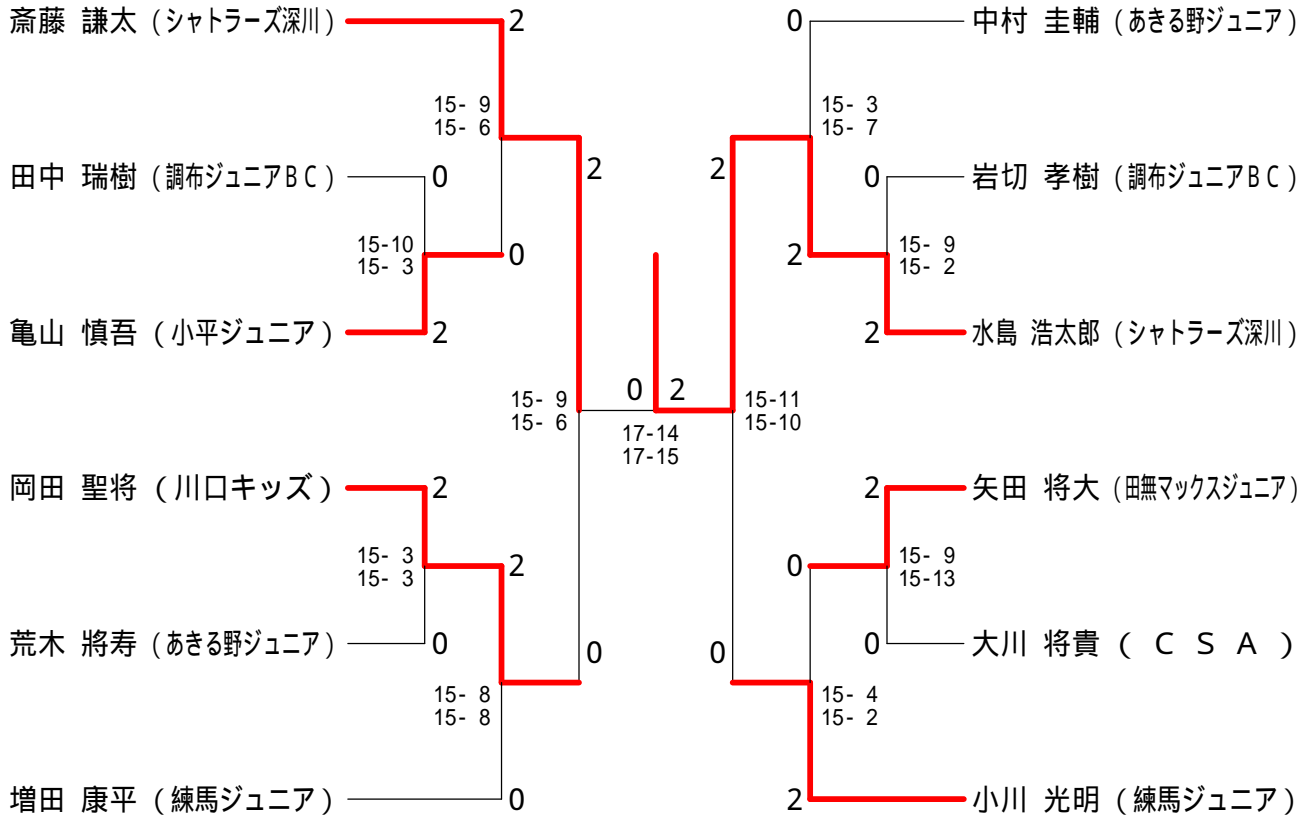 斎藤 謙太 (シャトラーズ深川) 2 0 中村 圭輔 (あきる野ジュニア)
15- 9 15- 3
15- 6 15- 7
田中 瑞樹 (調布ジュニアBC) 0 2 2 0 岩切 孝樹 (調布ジュニアBC)
15-10 0 2 15- 9
15- 3 15- 2
亀山 慎吾 (小平ジュニア) 2 2 水島 浩太郎 (シャトラーズ深川)
15- 9 0 2 15-11
15- 6 15-10
17-14
17-15
岡田 聖将 (川口キッズ) 2 2 矢田 将大 (田無マックスジュニア)
15- 3 2 0 15- 9
15- 3 15-13
荒木 將寿 (あきる野ジュニア) 0 0 0 0 大川 将貴 ( C S A )
15- 8 15- 4
15- 8 15- 2
増田 康平 (練馬ジュニア) 0 2 小川 光明 (練馬ジュニア)